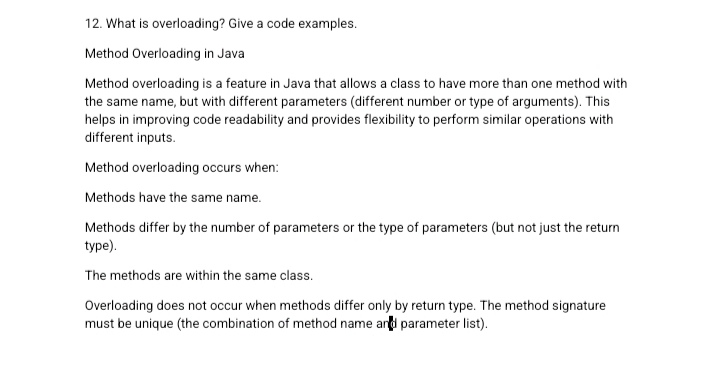 12. What is overloading? Give a code examples.
Method Overloading in Java
Method overloading is a feature in Java that allows a class to have more than one method with
the same name, but with different parameters (different number or type of arguments). This
helps in improving code readability and provides flexibility to perform similar operations with
different inputs.
Method overloading occurs when:
Methods have the same name.
Methods differ by the number of parameters or the type of parameters (but not just the return
type).
The methods are within the same class.
Overloading does not occur when methods differ only by return type. The method signature
must be unique (the combination of method name and parameter list).